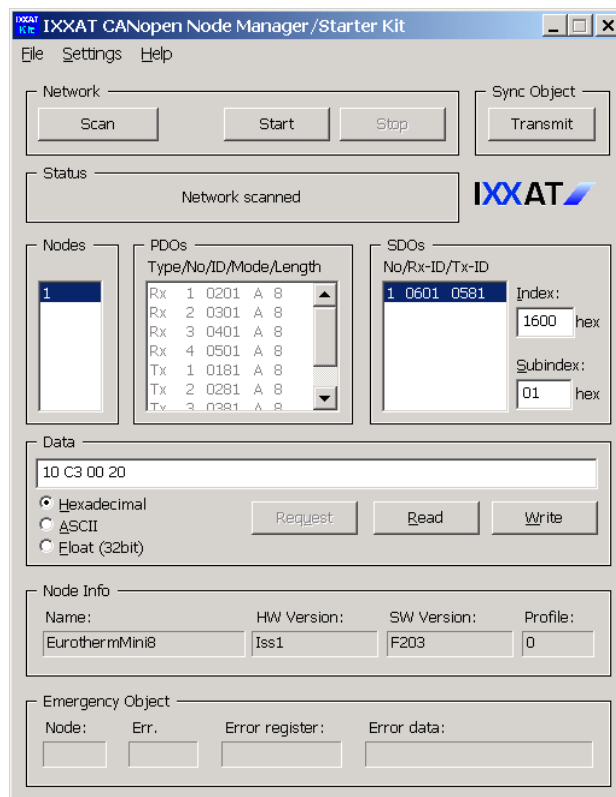 IXXAT CANopen Node Manager/Starter Kit
File Settings Help
Network
Scan Start Stop
Sync Object
Transmit
Status
Network scanned
IXXAT
Nodes
1
PDOs
Type/No/ID/Mode/Length
Rx 1 0201 A 8
Rx 2 0301 A 8
Rx 3 0401 A 8
Rx 4 0501 A 8
Tx 1 0181 A 8
Tx 2 0281 A 8
Tx 3 0381 A 8
SDOs
No/Rx-ID/Tx-ID
1 0601 0581
Index:
1600 hex
Subindex:
01 hex
Data
10 C3 00 20
Hexadecimal
ASCII
Float (32bit)
Request Read Write
Node Info
Name: HW Version: SW Version: Profile:
EurothermMini8 Iss1 F203 0
Emergency Object
Node: Err. Error register: Error data: